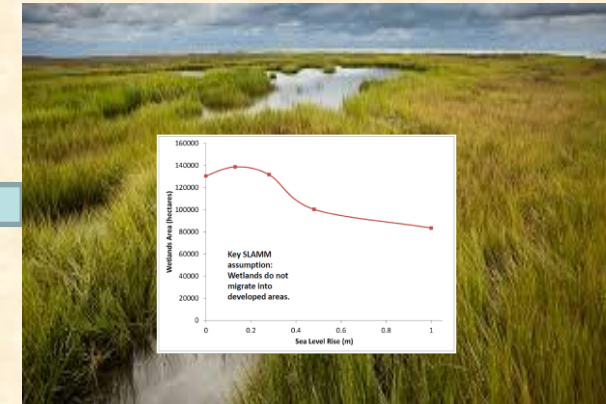 160000
140000
120000
100000
80000
60000
40000
20000
0
Wetlands Area (hectares)
Key SLAMM
assumption:
Wetlands do not
migrate into
developed areas.
0 0.2 0.4 0.6 0.8 1
Sea Level Rise (m)